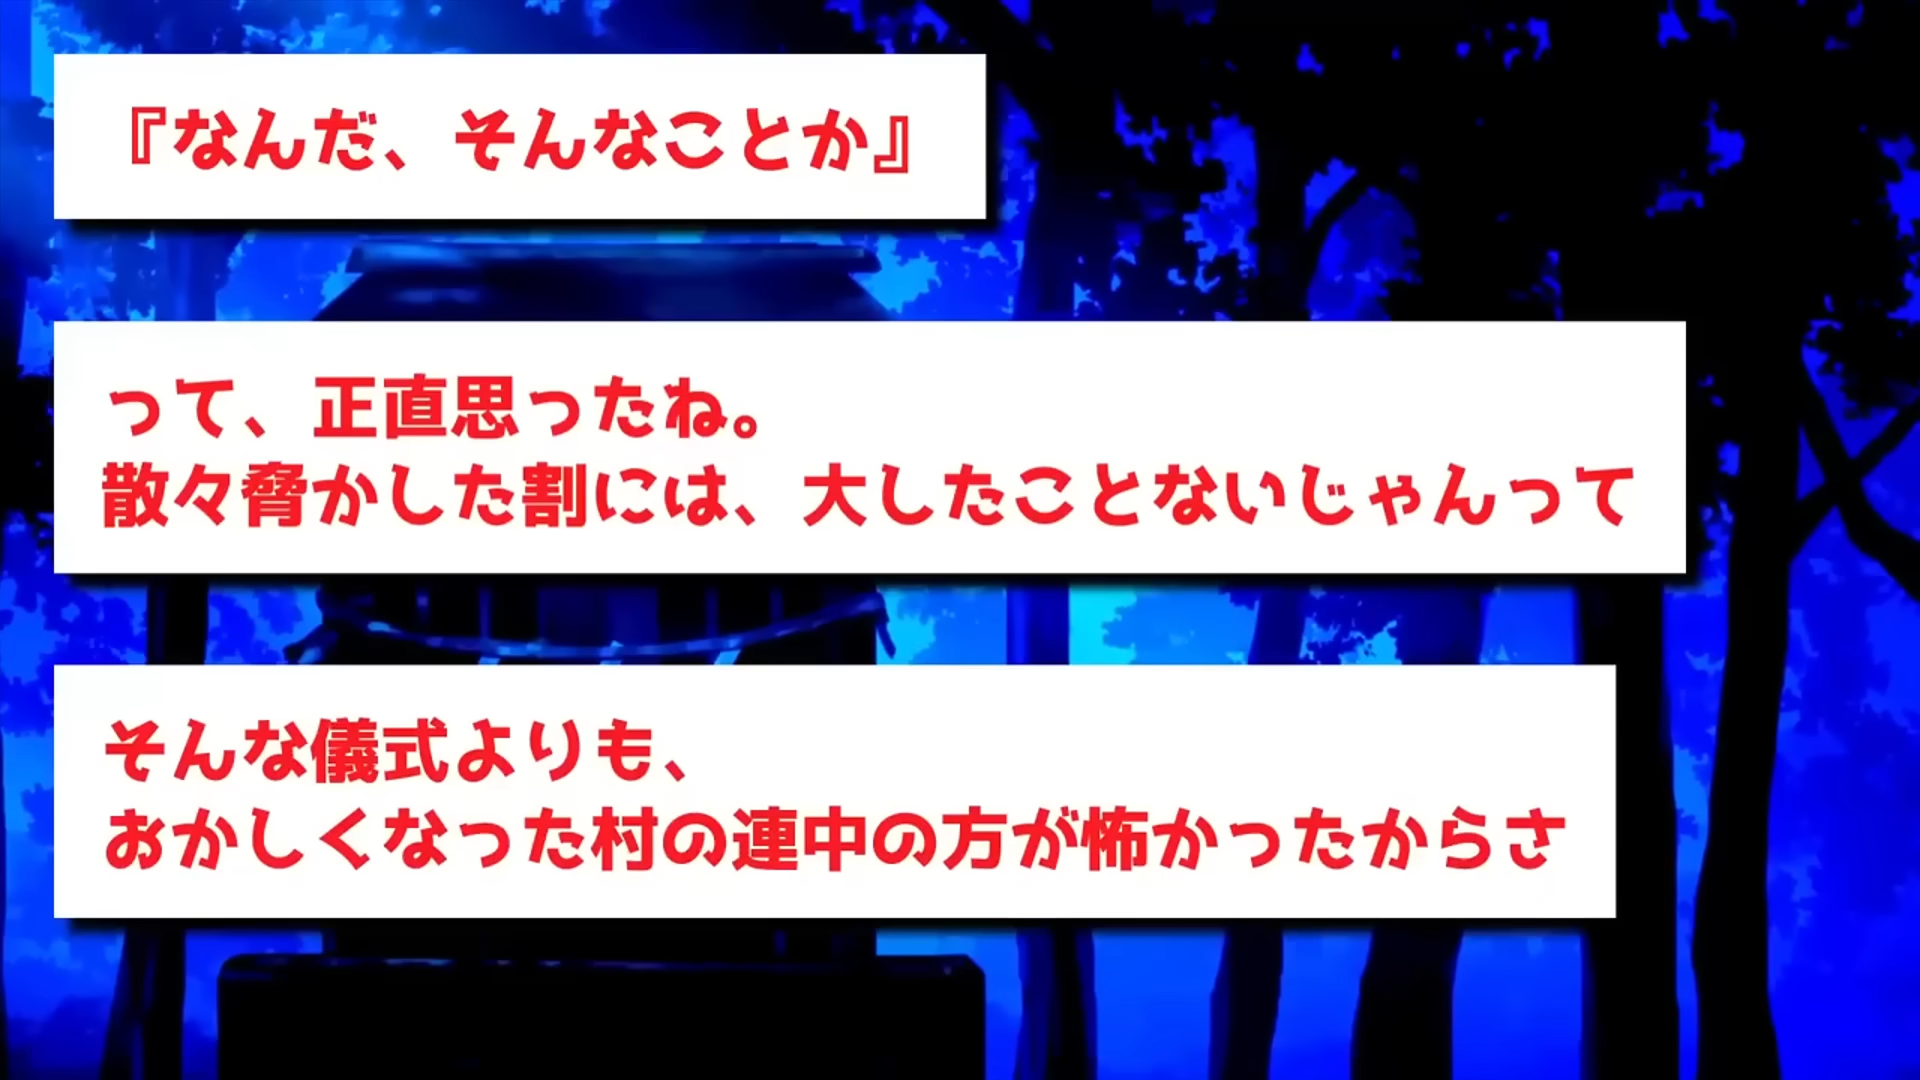 『なんだ、そんなことか』
って、正直思ったね。
散々脅かした割には、大したことないじゃんって
そんな儀式よりも、
おかしくなった村の連中の方が怖かったからさ